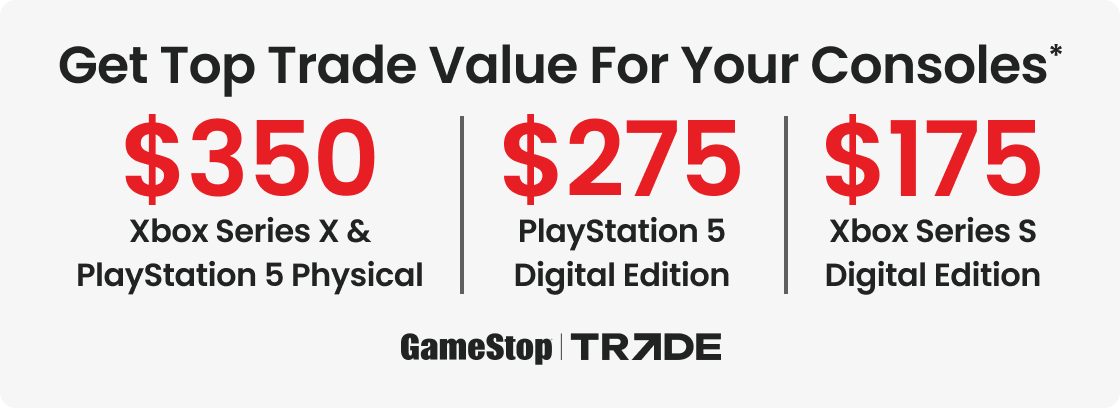 Get Top Trade Value For Your Consoles*
$350
Xbox Series X &
PlayStation 5 Physical
$275
PlayStation 5
Digital Edition
$175
Xbox Series S
Digital Edition
GameStop | TRADE